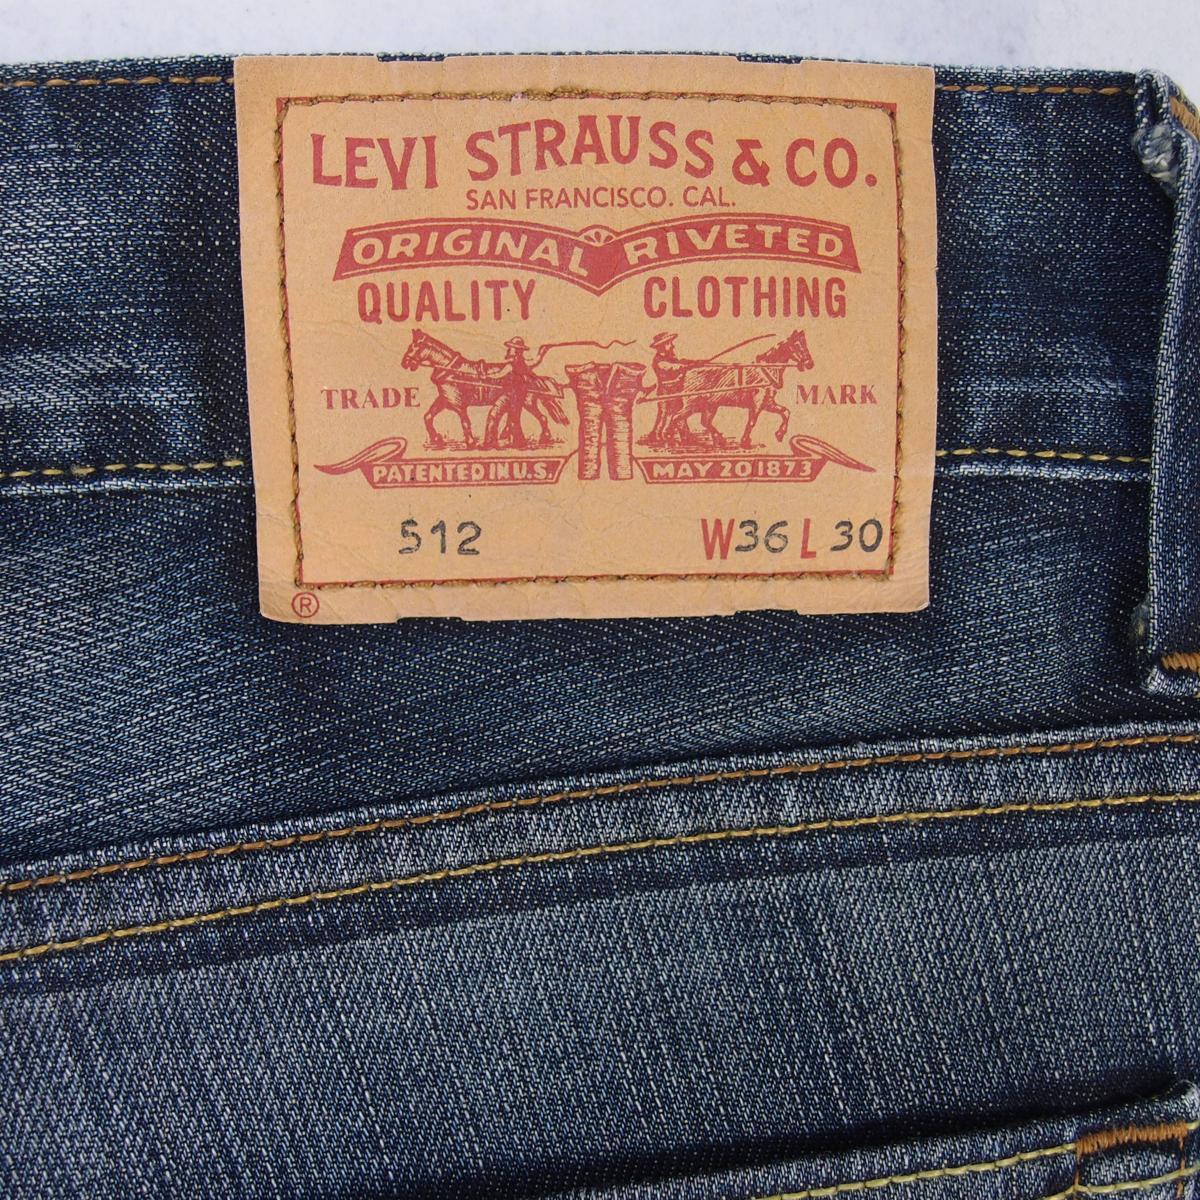 LEVI STRAUSS & CO.
SAN FRANCISCO. CAL.
ORIGINAL RIVETED
QUALITY CLOTHING
TRADE MARK
PATENTED IN U.S. MAY 20 1873
512 W36 L 30
®